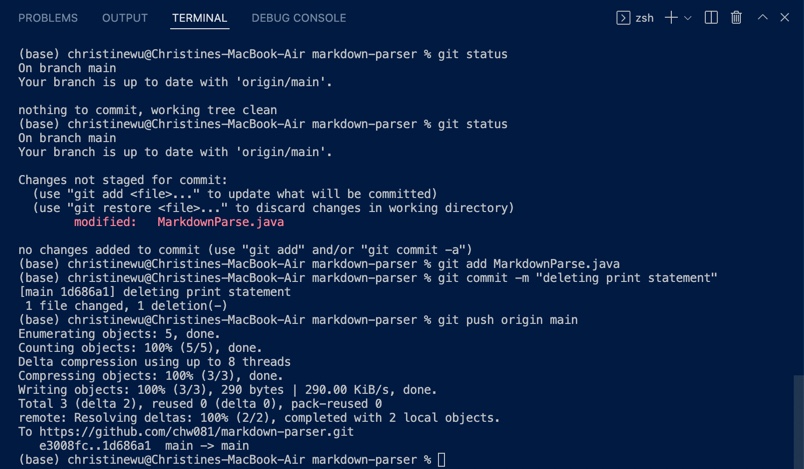 PROBLEMS OUTPUT TERMINAL DEBUG CONSOLE zsh
(base) christinewu@Christines-MacBook-Air markdown-parser % git status
On branch main
Your branch is up to date with 'origin/main'.
nothing to commit, working tree clean
(base) christinewu@Christines-MacBook-Air markdown-parser % git status
On branch main
Your branch is up to date with 'origin/main'.
Changes not staged for commit:
  (use "git add <file>..." to update what will be committed)
  (use "git restore <file>..." to discard changes in working directory)
        modified:   MarkdownParse.java
no changes added to commit (use "git add" and/or "git commit -a")
(base) christinewu@Christines-MacBook-Air markdown-parser % git add MarkdownParse.java
(base) christinewu@Christines-MacBook-Air markdown-parser % git commit -m "deleting print statement"
[main 1d686a1] deleting print statement
 1 file changed, 1 deletion(-)
(base) christinewu@Christines-MacBook-Air markdown-parser % git push origin main
Enumerating objects: 5, done.
Counting objects: 100% (5/5), done.
Delta compression using up to 8 threads
Compressing objects: 100% (3/3), done.
Writing objects: 100% (3/3), 290 bytes | 290.00 KiB/s, done.
Total 3 (delta 2), reused 0 (delta 0), pack-reused 0
remote: Resolving deltas: 100% (2/2), completed with 2 local objects.
To https://github.com/chw081/markdown-parser.git
   e3008fc..1d686a1  main -> main
(base) christinewu@Christines-MacBook-Air markdown-parser %